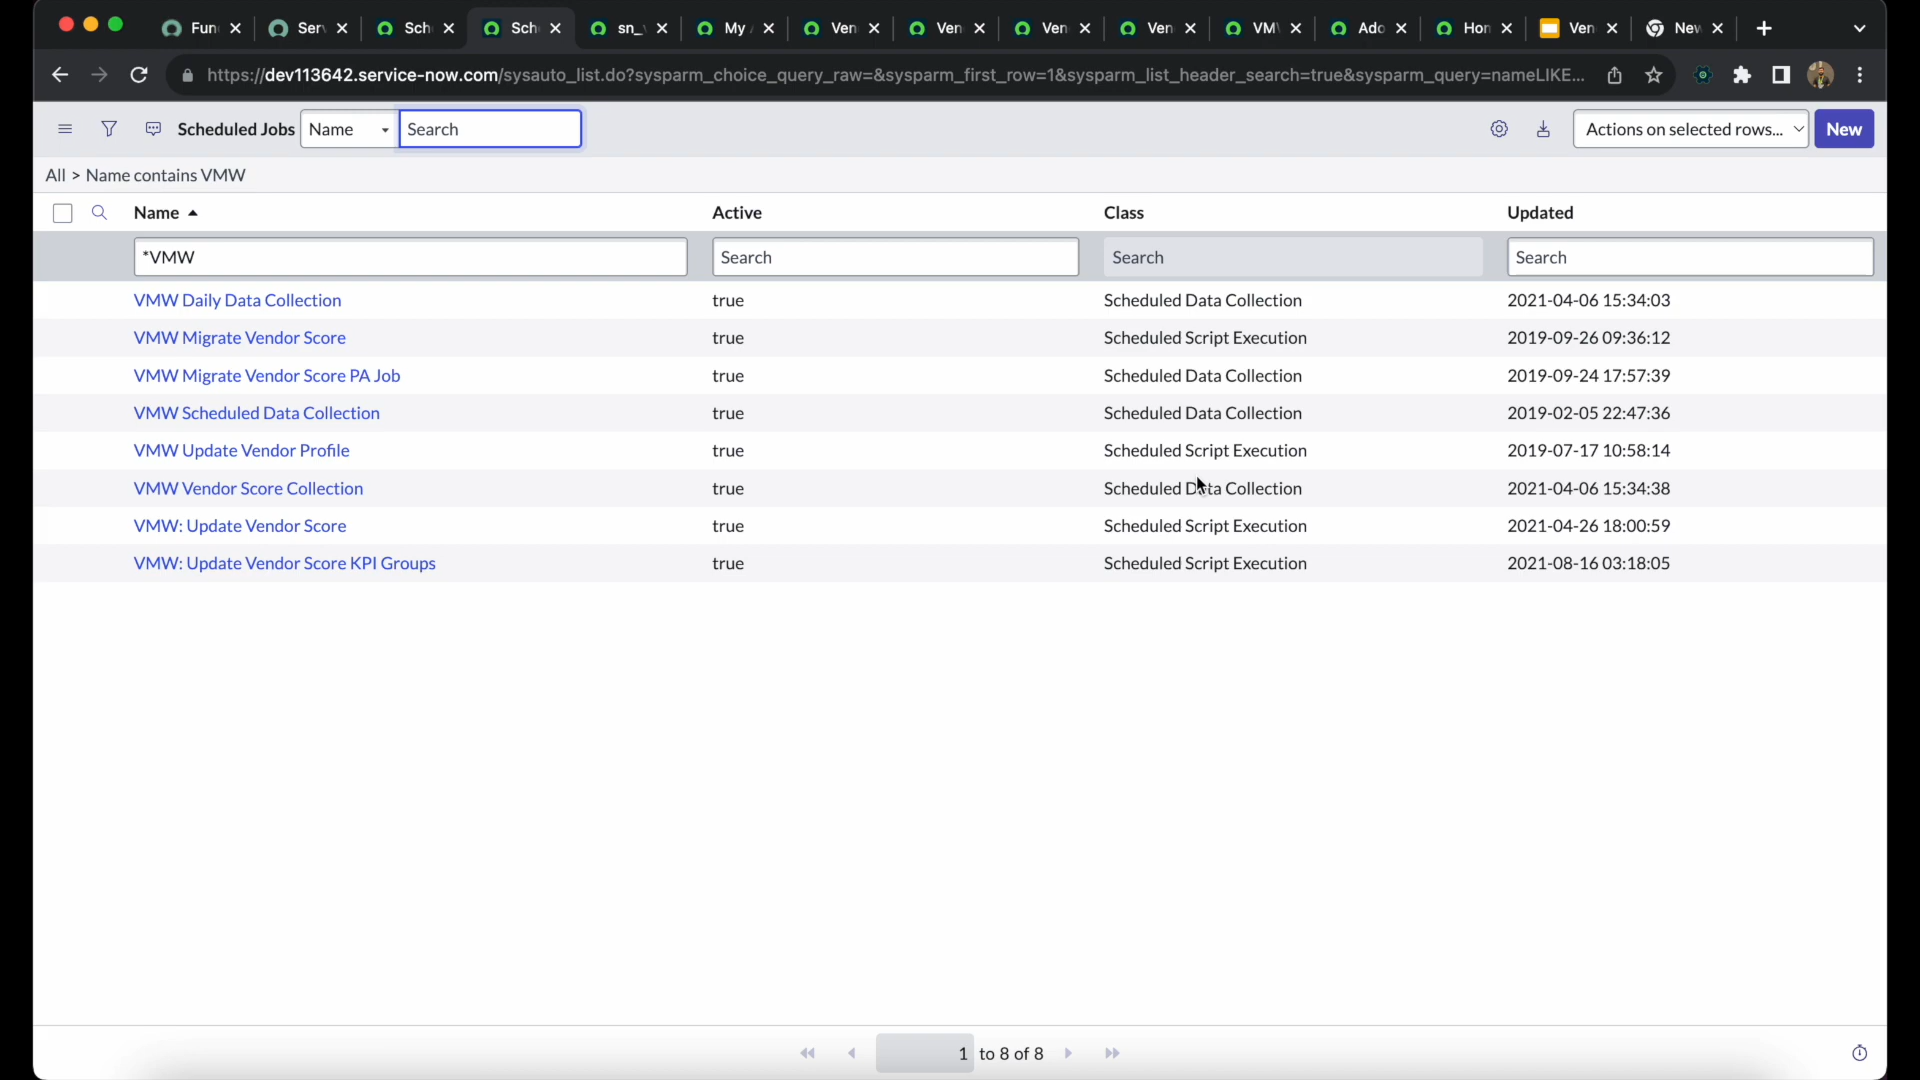 Fun Ser Sch Sch sn_ My Ven Ven Ven Ven VM Ado Hon Ven New
https://dev113642.service-now.com/sysauto_list.do?sysparm_choice_query_raw=&sysparm_first_row=1&sysparm_list_header_search=true&sysparm_query=nameLIKE...
Scheduled Jobs Name Search Actions on selected rows... New
All > Name contains VMW
Name Active Class Updated
*VMW Search Search Search
VMW Daily Data Collection true Scheduled Data Collection 2021-04-06 15:34:03
VMW Migrate Vendor Score true Scheduled Script Execution 2019-09-26 09:36:12
VMW Migrate Vendor Score PA Job true Scheduled Data Collection 2019-09-24 17:57:39
VMW Scheduled Data Collection true Scheduled Data Collection 2019-02-05 22:47:36
VMW Update Vendor Profile true Scheduled Script Execution 2019-07-17 10:58:14
VMW Vendor Score Collection true Scheduled Data Collection 2021-04-06 15:34:38
VMW: Update Vendor Score true Scheduled Script Execution 2021-04-26 18:00:59
VMW: Update Vendor Score KPI Groups true Scheduled Script Execution 2021-08-16 03:18:05
1 to 8 of 8